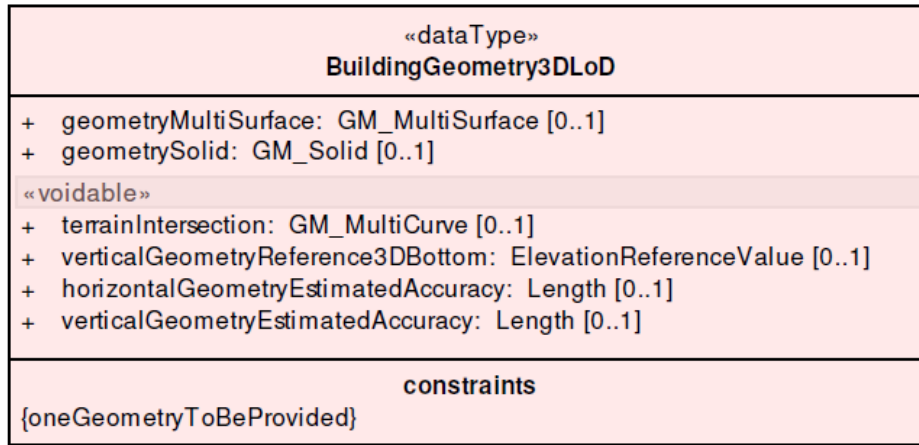 «dataType»
BuildingGeometry3DLoD
+ geometryMultiSurface: GM_MultiSurface [0..1]
+ geometrySolid: GM_Solid [0..1]
«voidable»
+ terrainIntersection: GM_MultiCurve [0..1]
+ verticalGeometryReference3DBottom: ElevationReferenceValue [0..1]
+ horizontalGeometryEstimatedAccuracy: Length [0..1]
+ verticalGeometryEstimatedAccuracy: Length [0..1]
constraints
{oneGeometryToBeProvided}